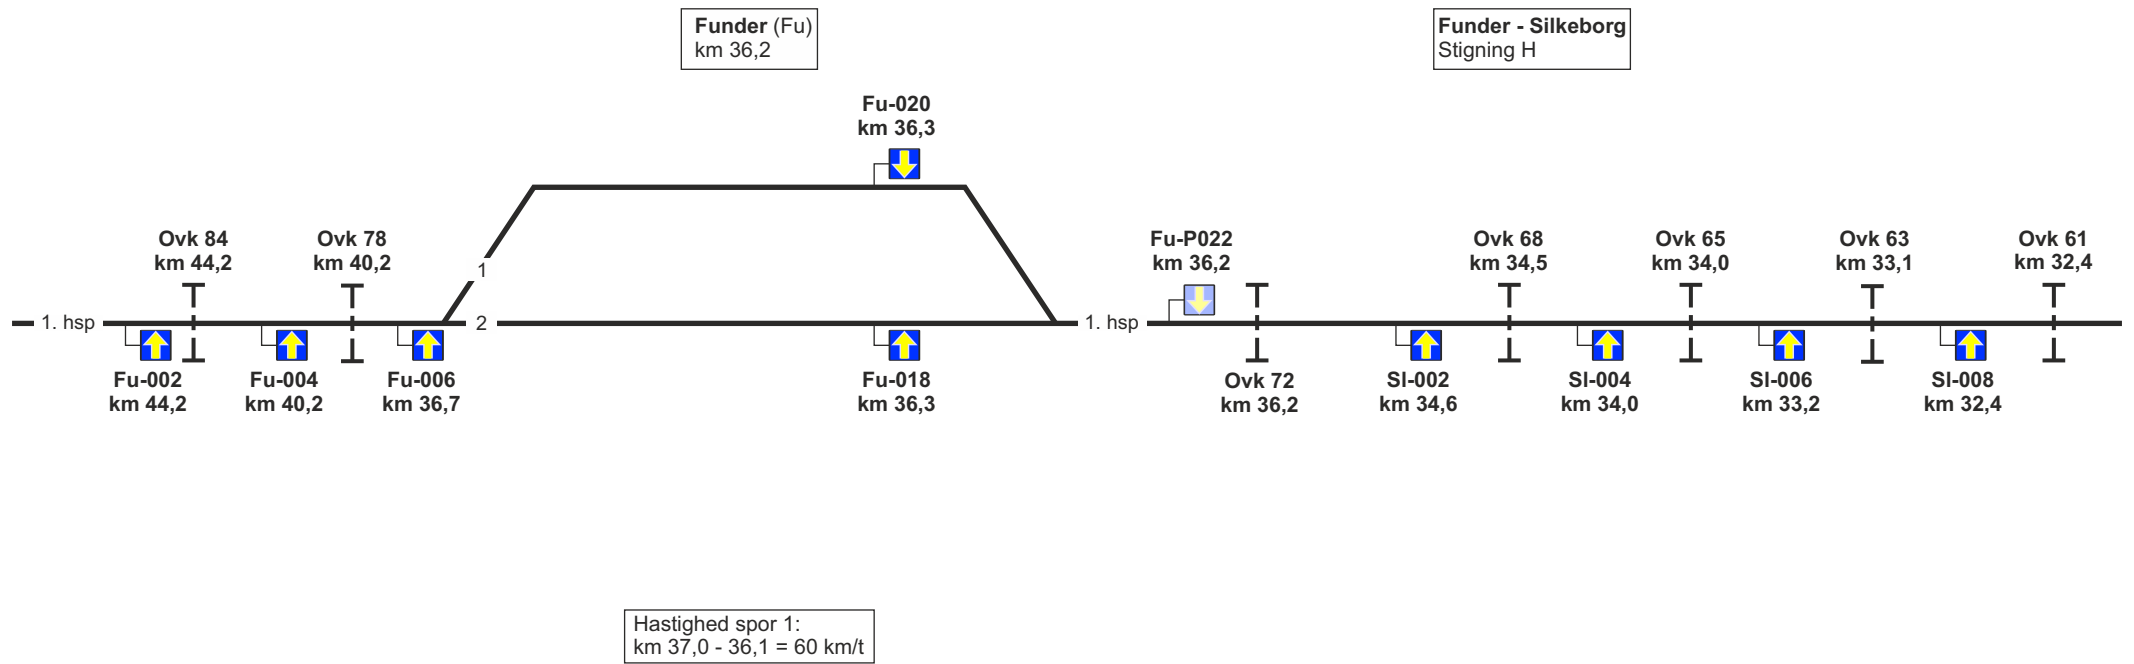 Funder (Fu)
km 36,2
Funder - Silkeborg
Stigning H
Fu-020
km 36,3
Ovk 84
km 44,2
Ovk 78
km 40,2
Fu-P022
km 36,2
Ovk 68
km 34,5
Ovk 65
km 34,0
Ovk 63
km 33,1
Ovk 61
km 32,4
1
1. hsp
2
1. hsp
Fu-002
km 44,2
Fu-004
km 40,2
Fu-006
km 36,7
Fu-018
km 36,3
Ovk 72
km 36,2
SI-002
km 34,6
SI-004
km 34,0
SI-006
km 33,2
SI-008
km 32,4
Hastighed spor 1:
km 37,0 - 36,1 = 60 km/t